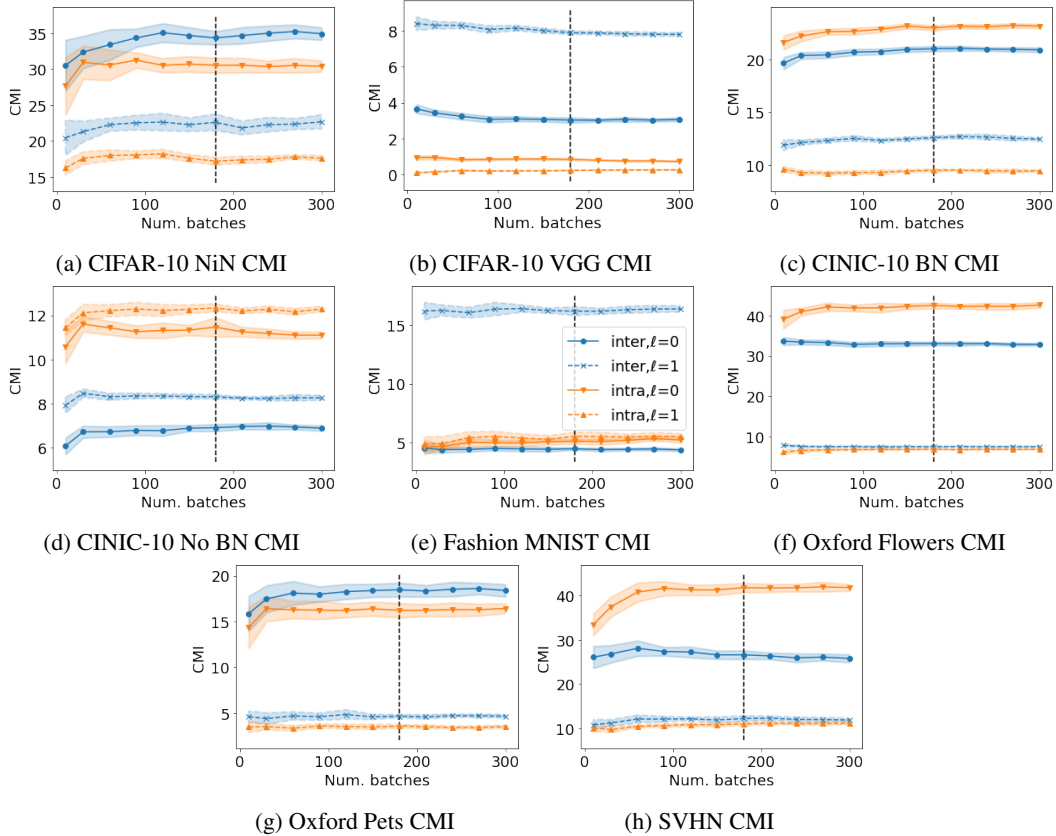 35
30
25
20
15
CMI
0
100
200
300
Num. batches
(a) CIFAR-10 NiN CMI
8
6
4
2
0
CMI
0
100
200
300
Num. batches
(b) CIFAR-10 VGG CMI
20
15
10
CMI
0
100
200
300
Num. batches
(c) CINIC-10 BN CMI
12
10
8
6
CMI
0
100
200
300
Num. batches
(d) CINIC-10 No BN CMI
15
10
5
CMI
inter,ℓ=0
inter,ℓ=1
intra,ℓ=0
intra,ℓ=1
0
100
200
300
Num. batches
(e) Fashion MNIST CMI
40
30
20
10
CMI
0
100
200
300
Num. batches
(f) Oxford Flowers CMI
20
15
10
5
CMI
0
100
200
300
Num. batches
(g) Oxford Pets CMI
40
30
20
10
CMI
0
100
200
300
Num. batches
(h) SVHN CMI